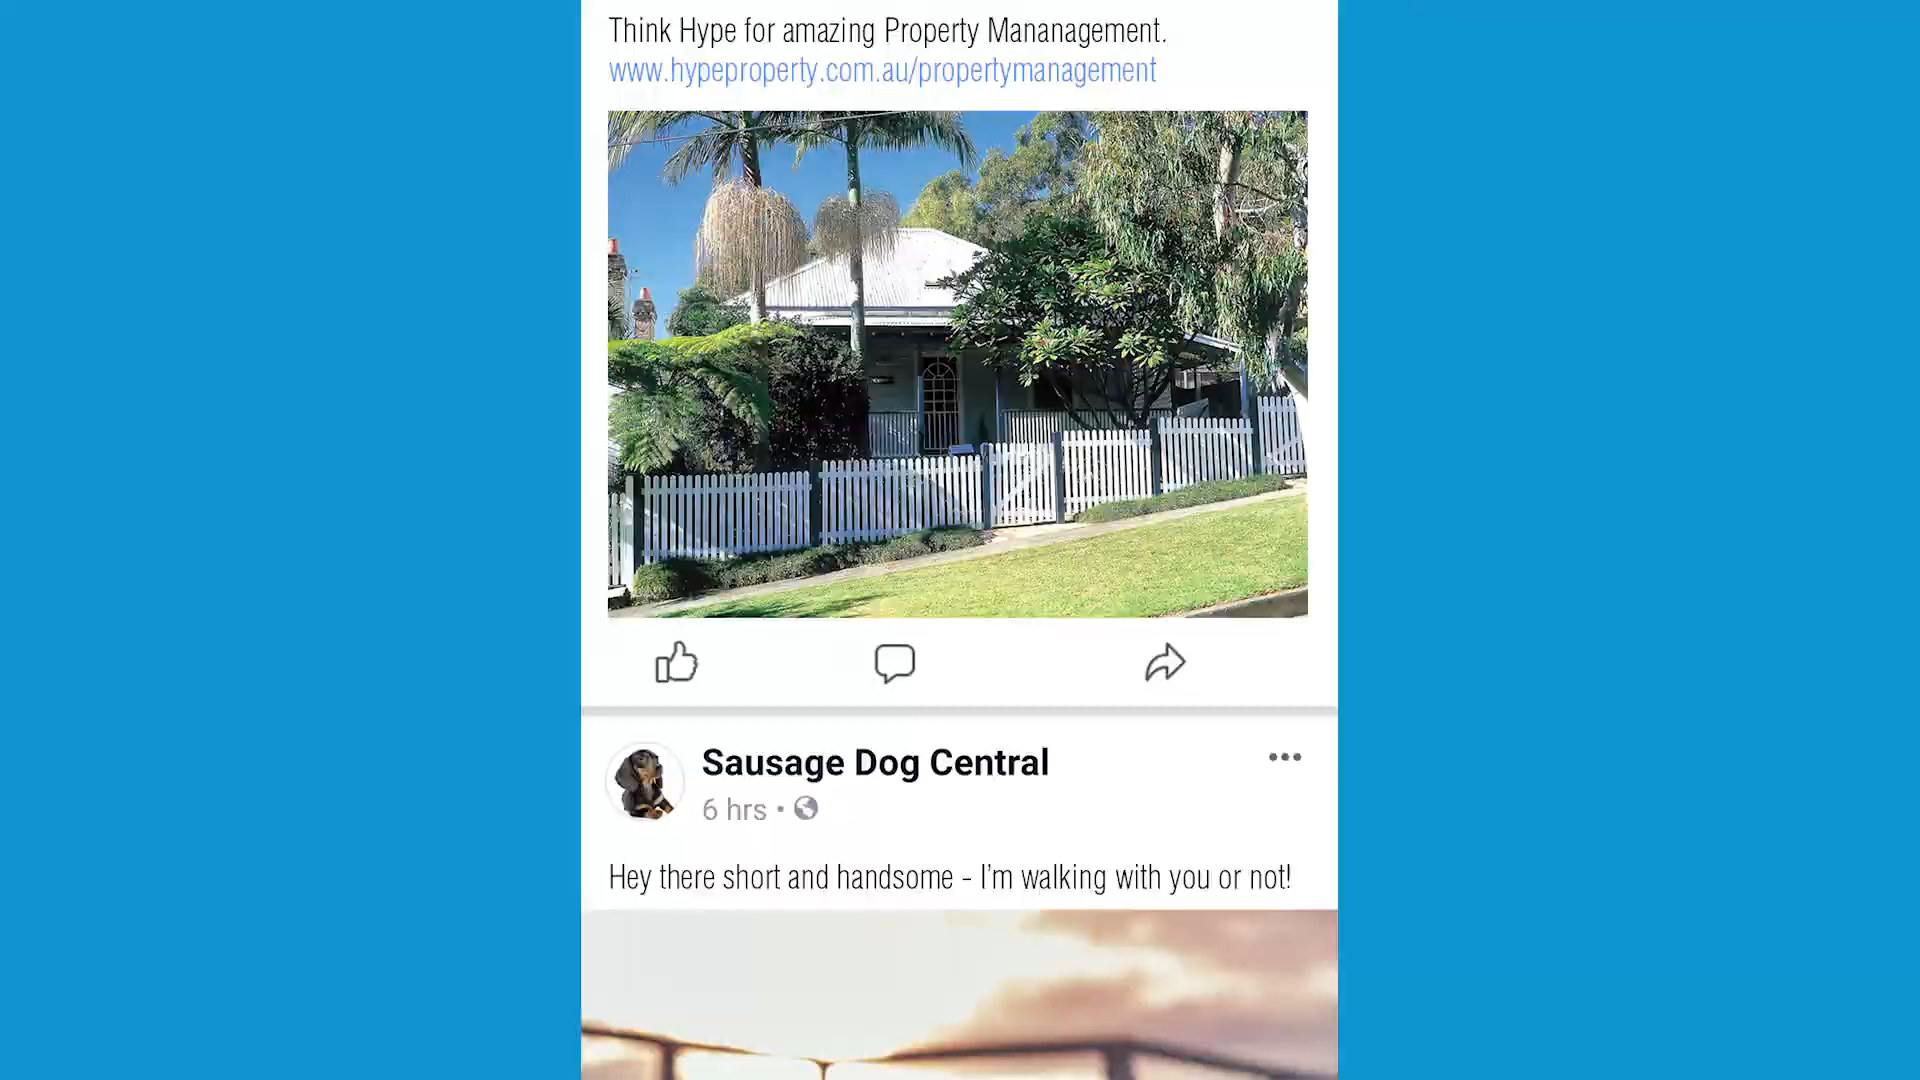 Think Hype for amazing Property Mananagement.
www.hypeproperty.com.au/propertymanagement
Sausage Dog Central
6 hrs •
Hey there short and handsome - I'm walking with you or not!